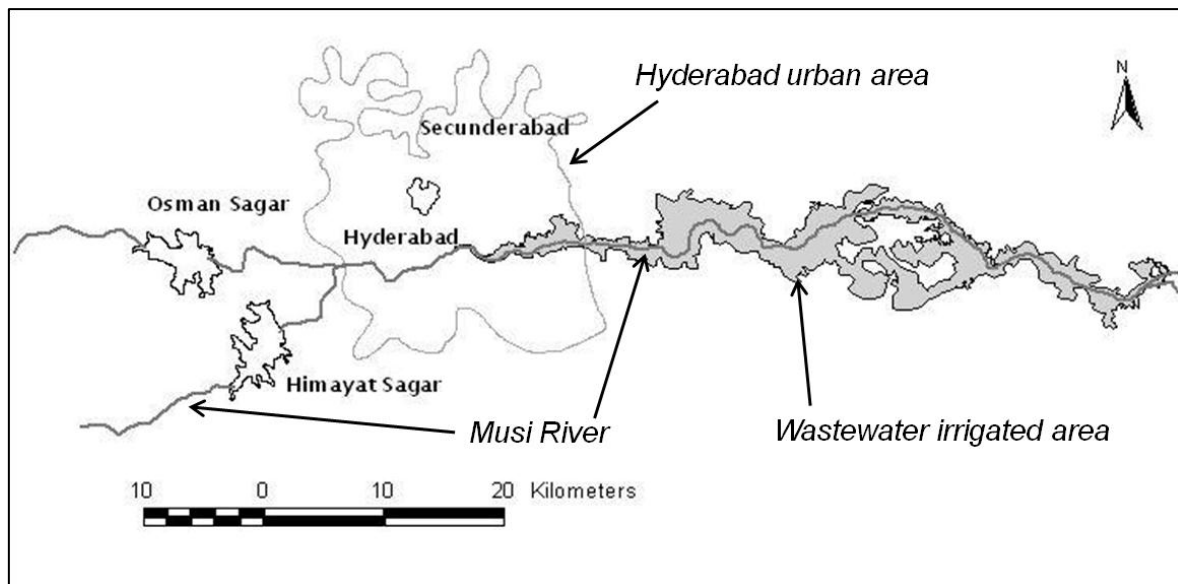 Hyderabad urban area
N
Secunderabad
Osman Sagar
Hyderabad
Himayat Sagar
Musi River
Wastewater irrigated area
10 0 10 20 Kilometers